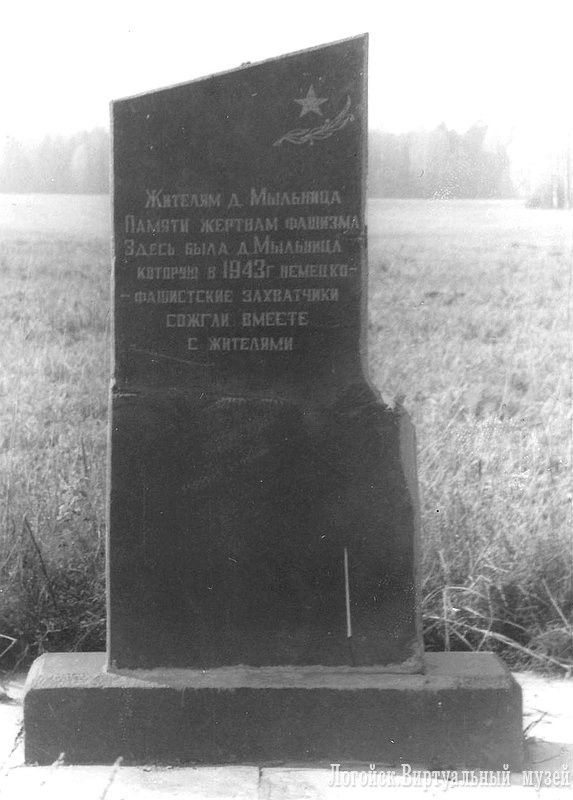 Жителям д. Мыльница
Памяти жертвам фашизма
Здесь была д.Мыльница
которую в 1943г немецко-
-фашистские захватчики
сожгли вместе
с жителями
Логойск.Виртуальный музей